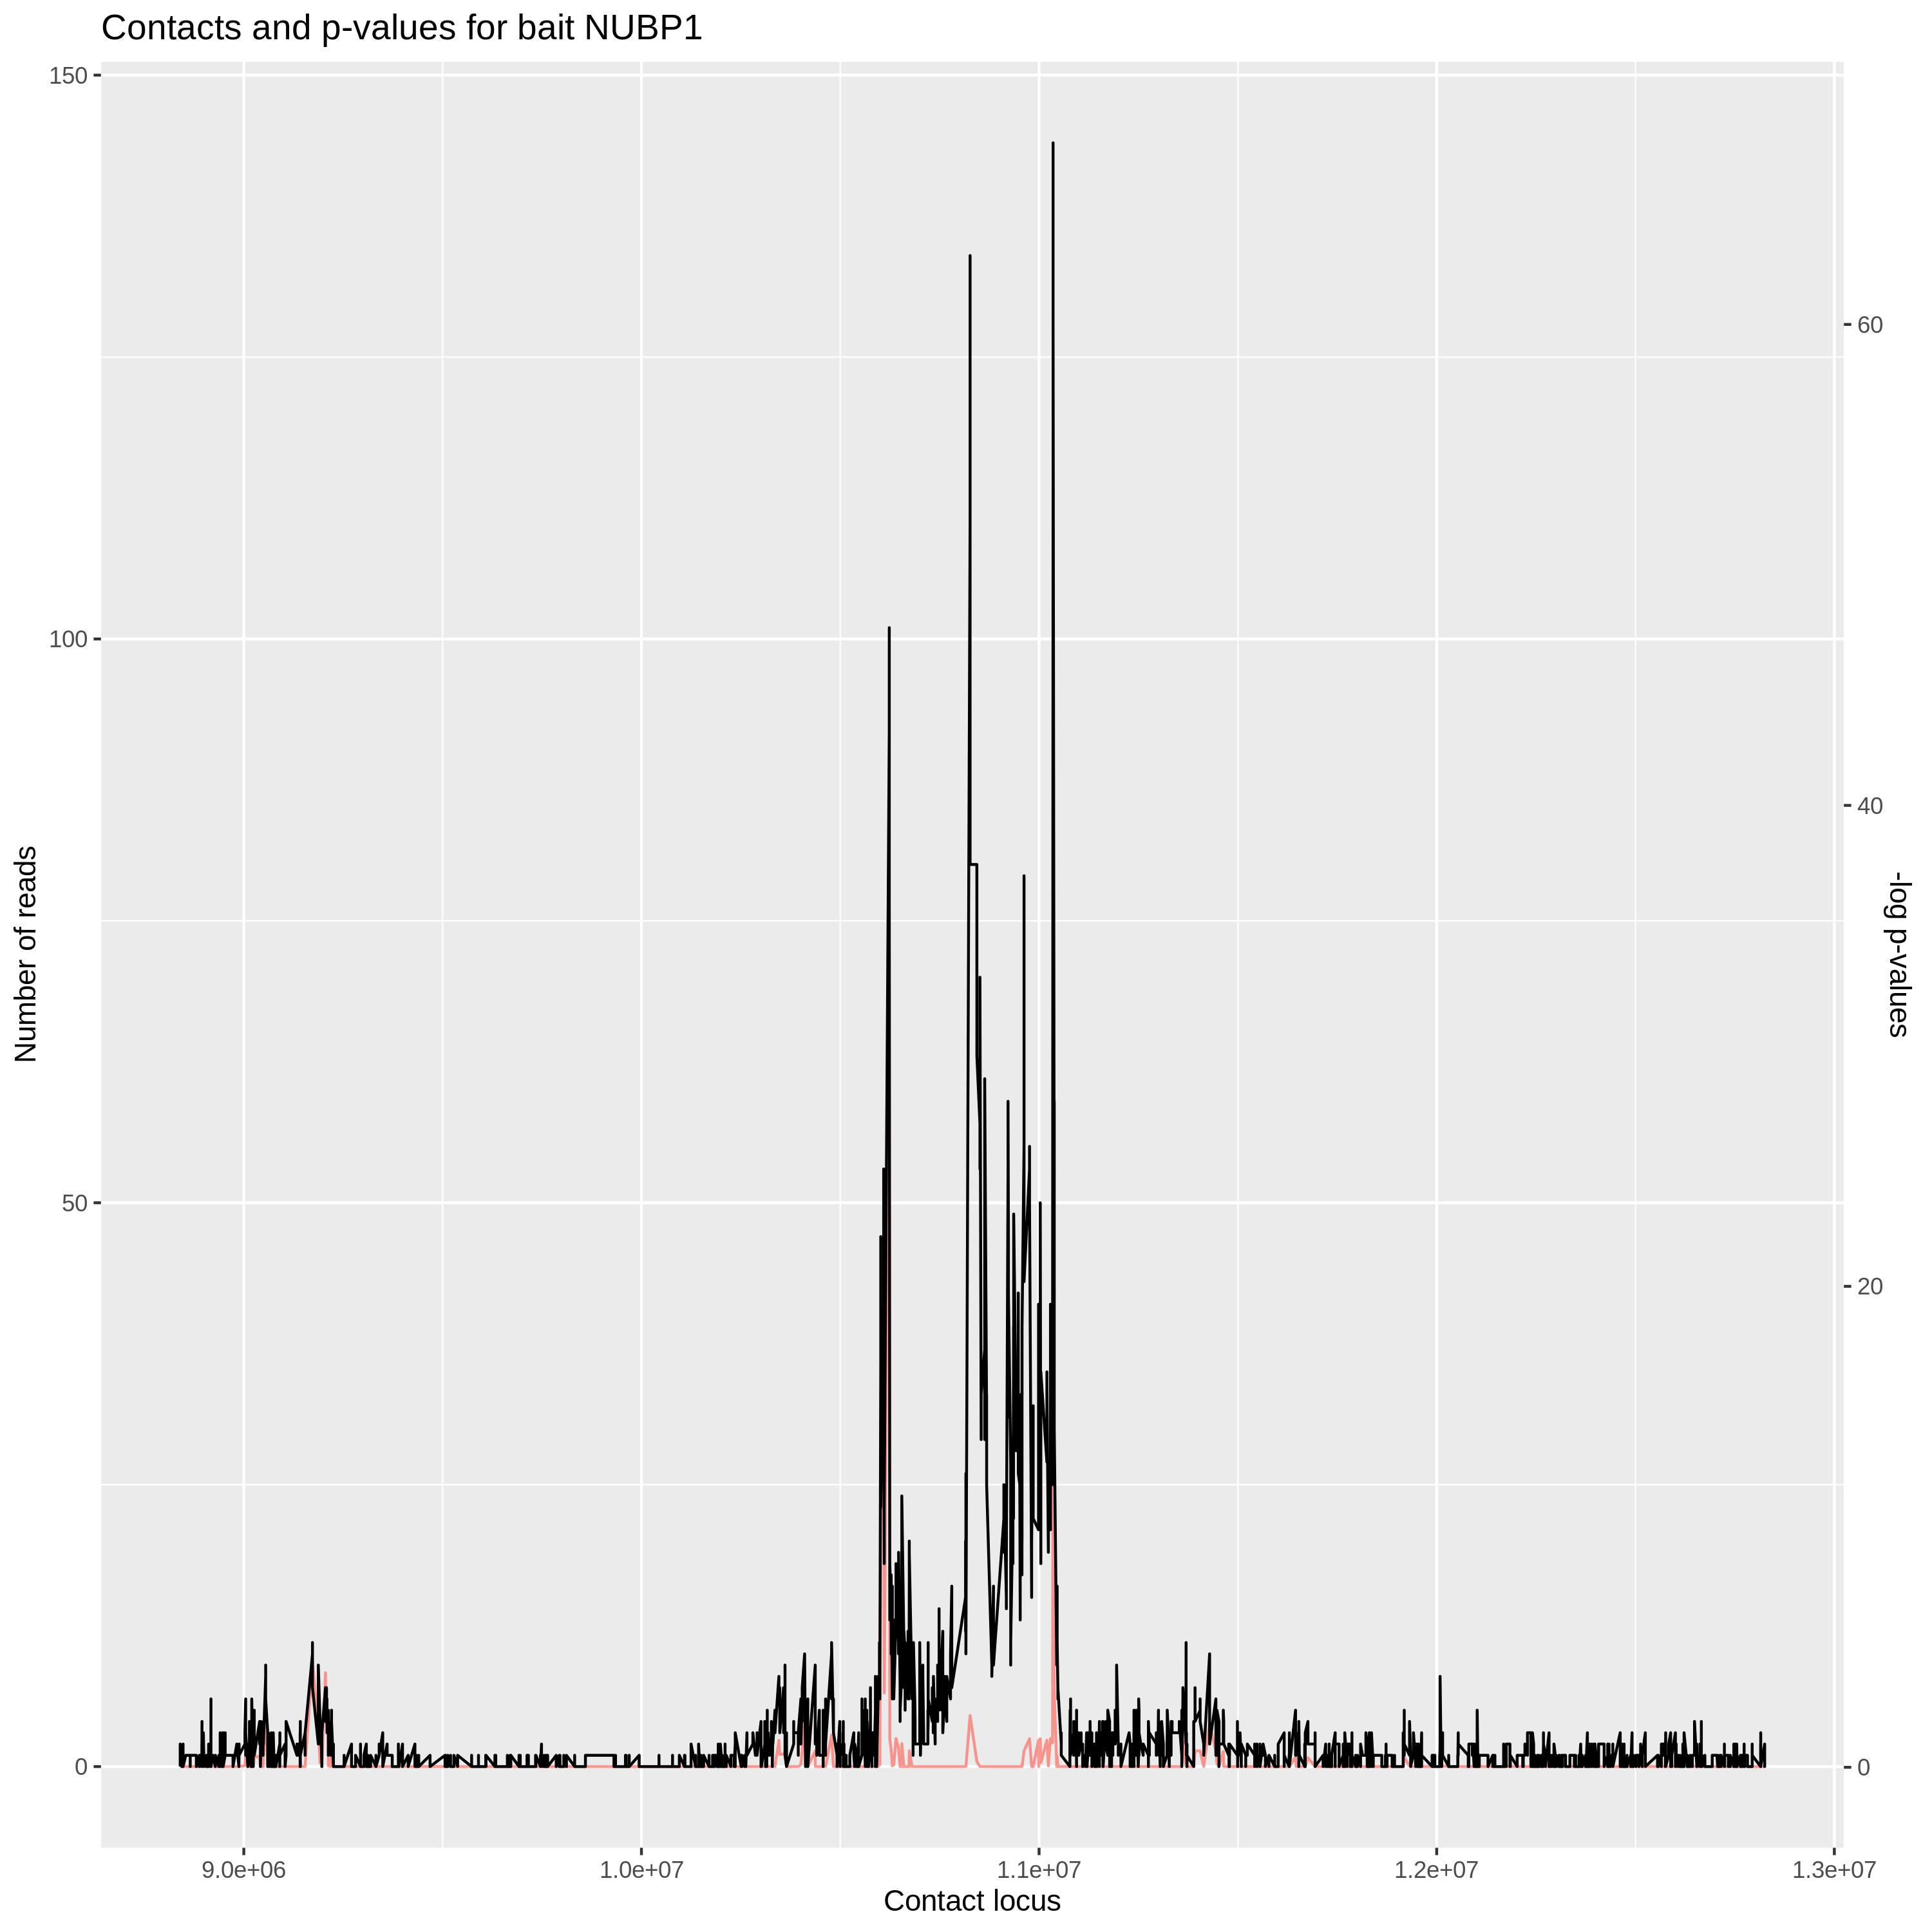 Contacts and p-values for bait NUBP1
150
100
50
0
Number of reads
60
40
20
0
-log p-values
9.0e+06 1.0e+07 1.1e+07 1.2e+07 1.3e+07
Contact locus